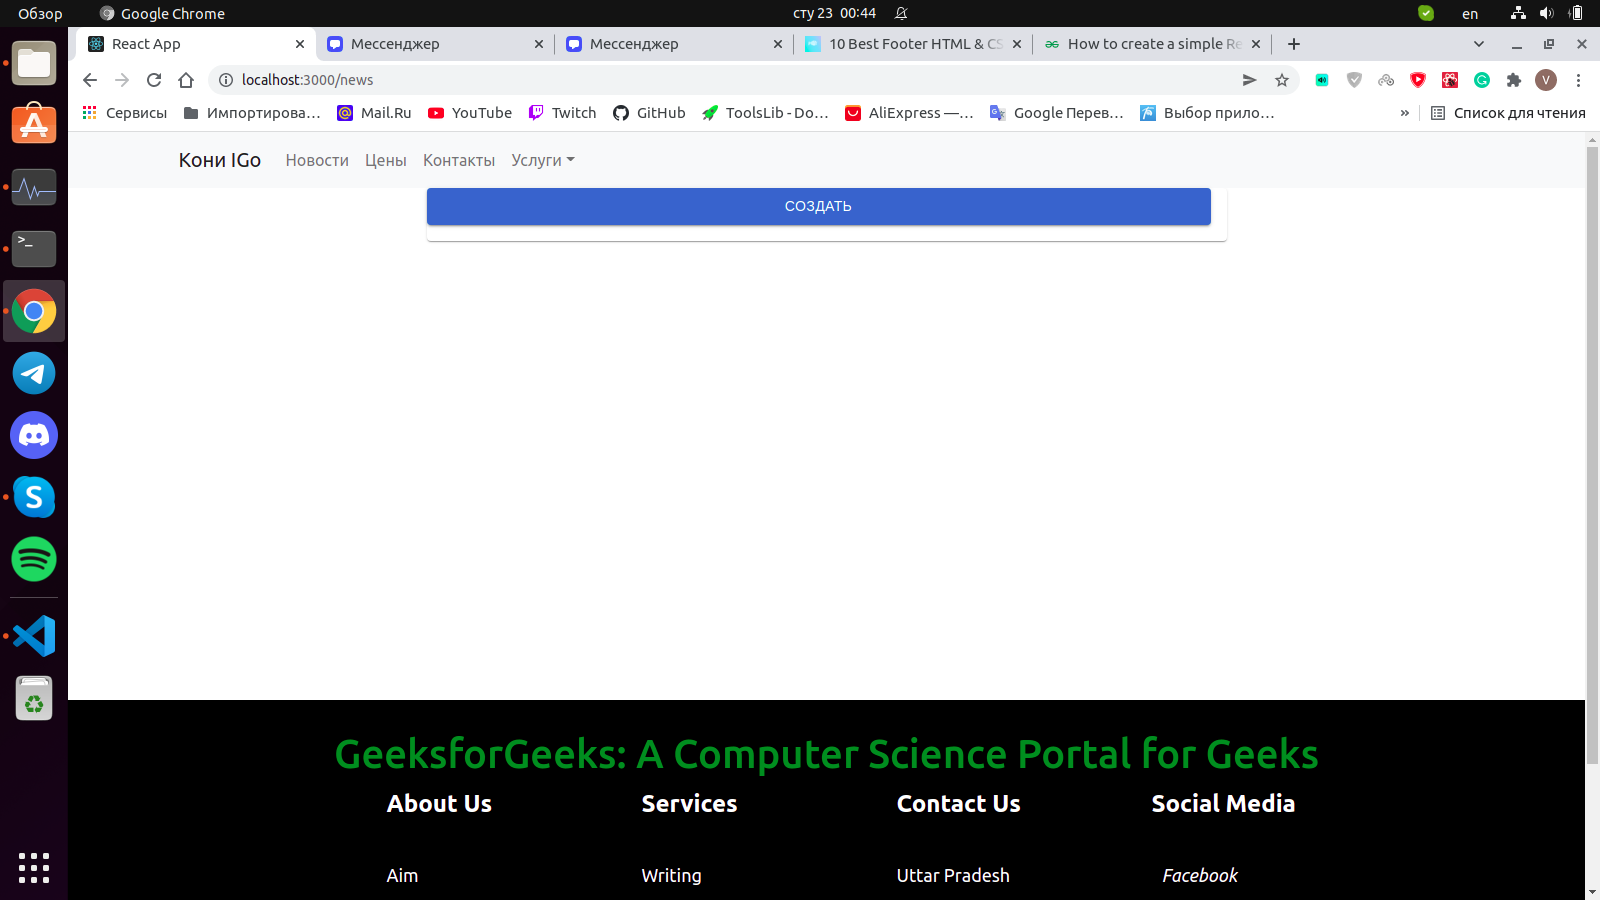 Обзор
Google Chrome
сту 23 00:44
en
React App
Мессенджер
Мессенджер
10 Best Footer HTML & CS
How to create a simple Re
localhost:3000/news
V
Сервисы
Импортирова...
Mail.Ru
YouTube
Twitch
GitHub
ToolsLib - Do...
AliExpress —...
Google Перев...
Выбор прило...
»
Список для чтения
Кони IGo
Новости
Цены
Контакты
Услуги
СОЗДАТЬ
GeeksforGeeks: A Computer Science Portal for Geeks
About Us
Services
Contact Us
Social Media
Aim
Writing
Uttar Pradesh
Facebook